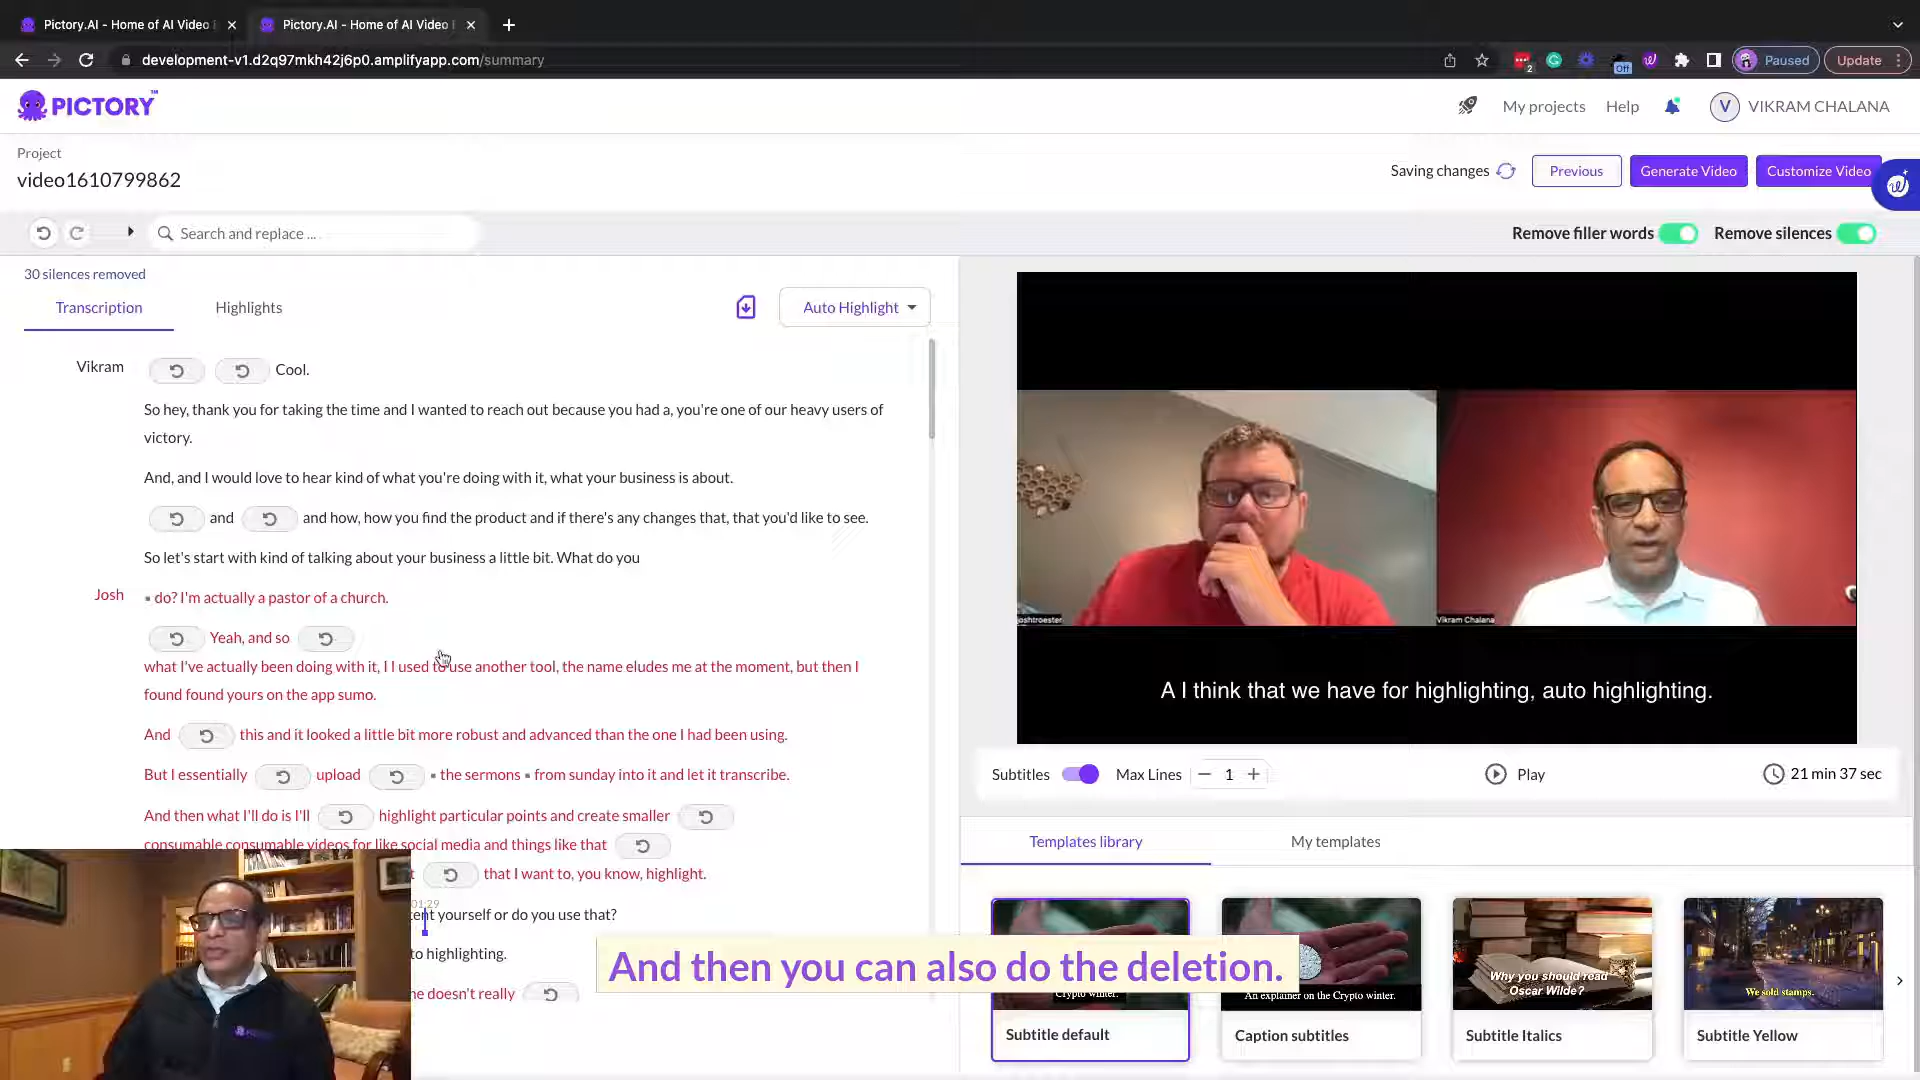 Pictory.AI - Home of AI Video
Pictory.AI - Home of AI Video
development-v1.d2q97mkh42j6p0.amplifyapp.com/summary
2
Off
Paused
Update
PICTORY™
My projects
Help
V
VIKRAM CHALANA
Project
video1610799862
Saving changes
Previous
Generate Video
Customize Video
Search and replace ...
Remove filler words
Remove silences
30 silences removed
Transcription
Highlights
Auto Highlight
Vikram
Cool.
So hey, thank you for taking the time and I wanted to reach out because you had a, you're one of our heavy users of
victory.
And, and I would love to hear kind of what you're doing with it, what your business is about.
and and how, how you find the product and if there's any changes that, that you'd like to see.
So let's start with kind of talking about your business a little bit. What do you
Josh
do? I'm actually a pastor of a church.
Yeah, and so
what I've actually been doing with it, I I used to use another tool, the name eludes me at the moment, but then I
found found yours on the app sumo.
And this and it looked a little bit more robust and advanced than the one I had been using.
But I essentially upload the sermons from sunday into it and let it transcribe.
And then what I'll do is I'll highlight particular points and create smaller
consumable consumable videos for like social media and things like that
t that I want to, you know, highlight.
01:29
tent yourself or do you use that?
to highlighting.
ne doesn't really
PICTORY
joshtroester
Vikram Chalana
A I think that we have for highlighting, auto highlighting.
Subtitles
Max Lines
1
Play
21 min 37 sec
Templates library
My templates
And then you can also do the deletion.
Crypto winter.
An explainer on the Crypto winter.
Why you should read
Oscar Wilde?
We sold stamps.
Subtitle default
Caption subtitles
Subtitle Italics
Subtitle Yellow